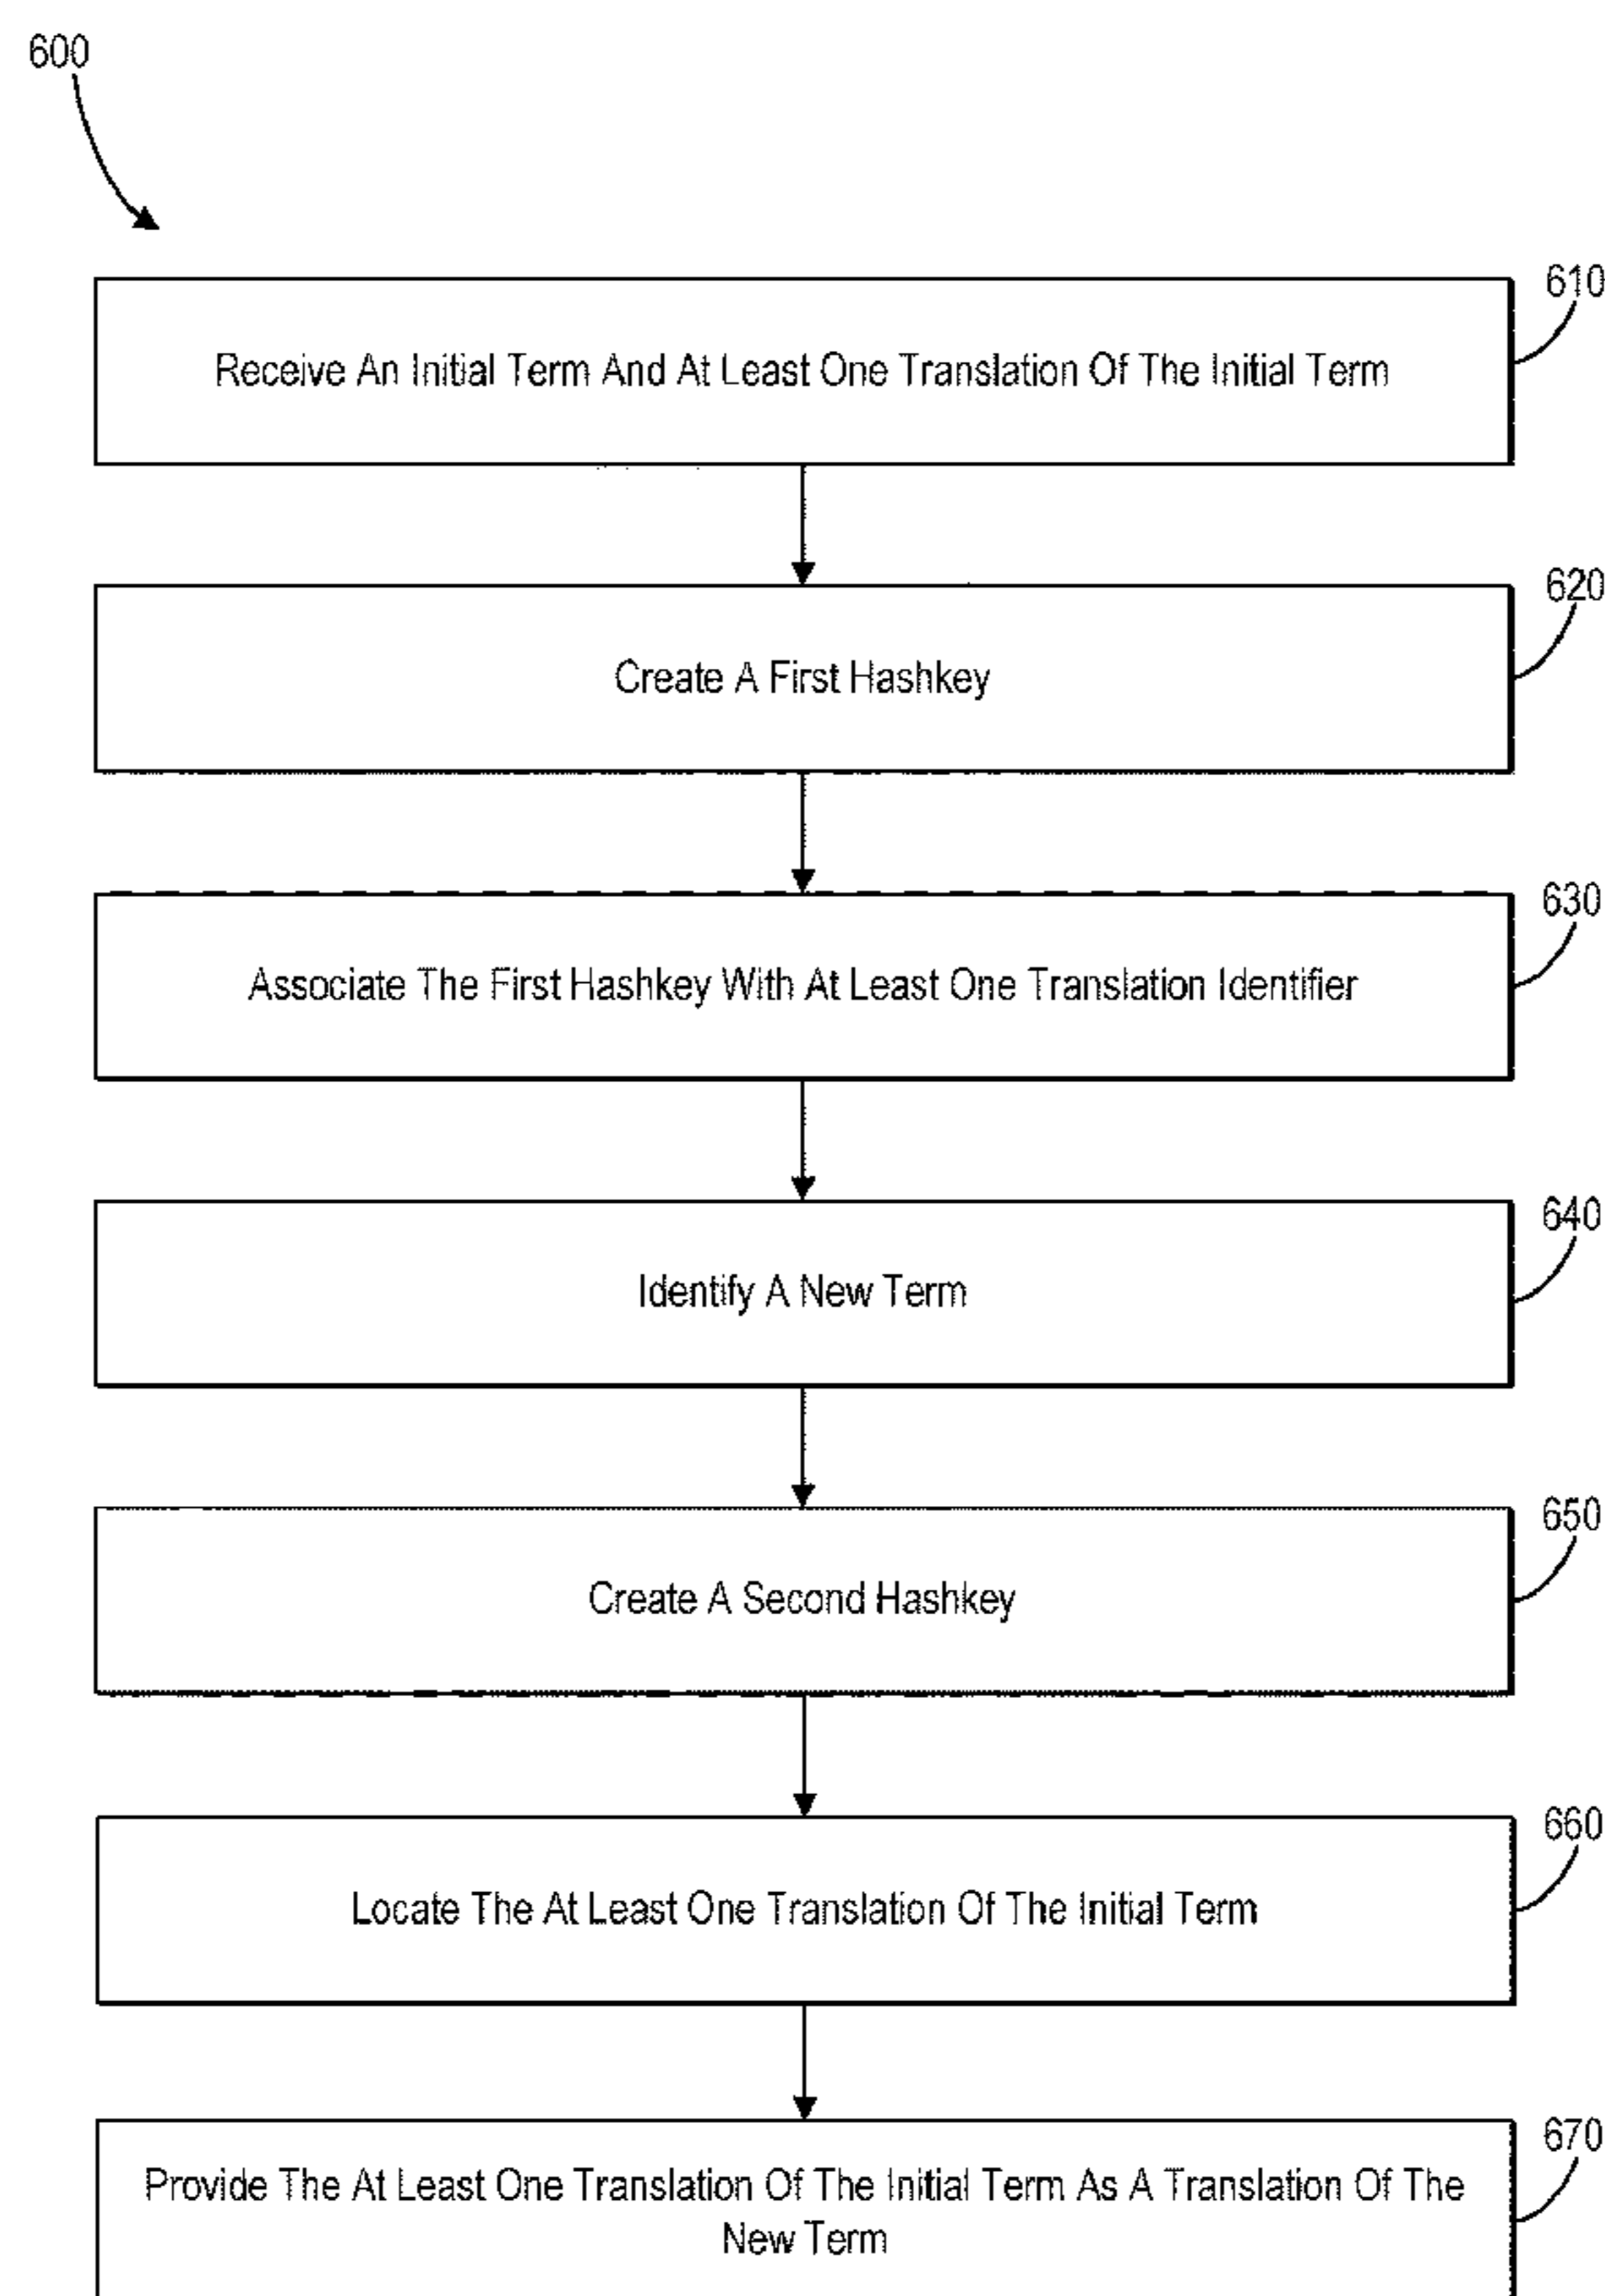 600
610
Receive An Initial Term And At Least One Translation Of The Initial Term
620
Create A First Hashkey
630
Associate The First Hashkey With At Least One Translation Identifier
640
Identify A New Term
650
Create A Second Hashkey
660
Locate The At Least One Translation Of The Initial Term
670
Provide The At Least One Translation Of The Initial Term As A Translation Of The
New Term